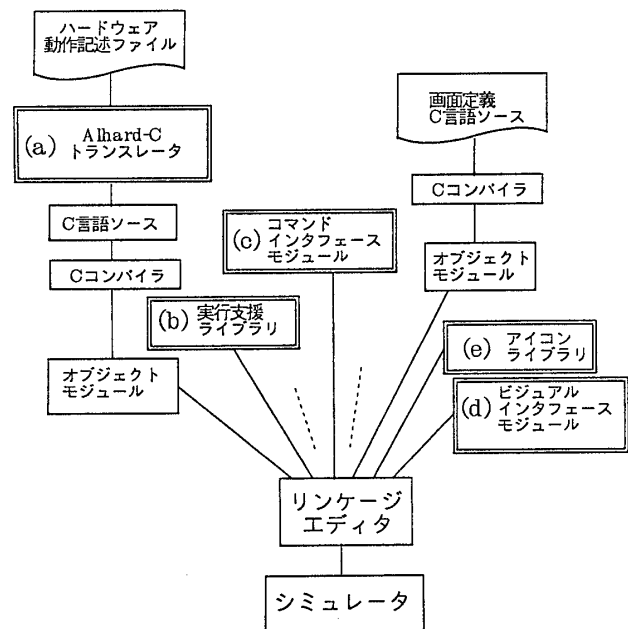 ハードウェア
動作記述ファイル
(a) Alhard-C
トランスレータ
C言語ソース
Cコンパイラ
オブジェクト
モジュール
(b) 実行支援
ライブラリ
(c) コマンド
インタフェース
モジュール
画面定義
C言語ソース
Cコンパイラ
オブジェクト
モジュール
(e) アイコン
ライブラリ
(d) ビジュアル
インタフェース
モジュール
リンケージ
エディタ
シミュレータ